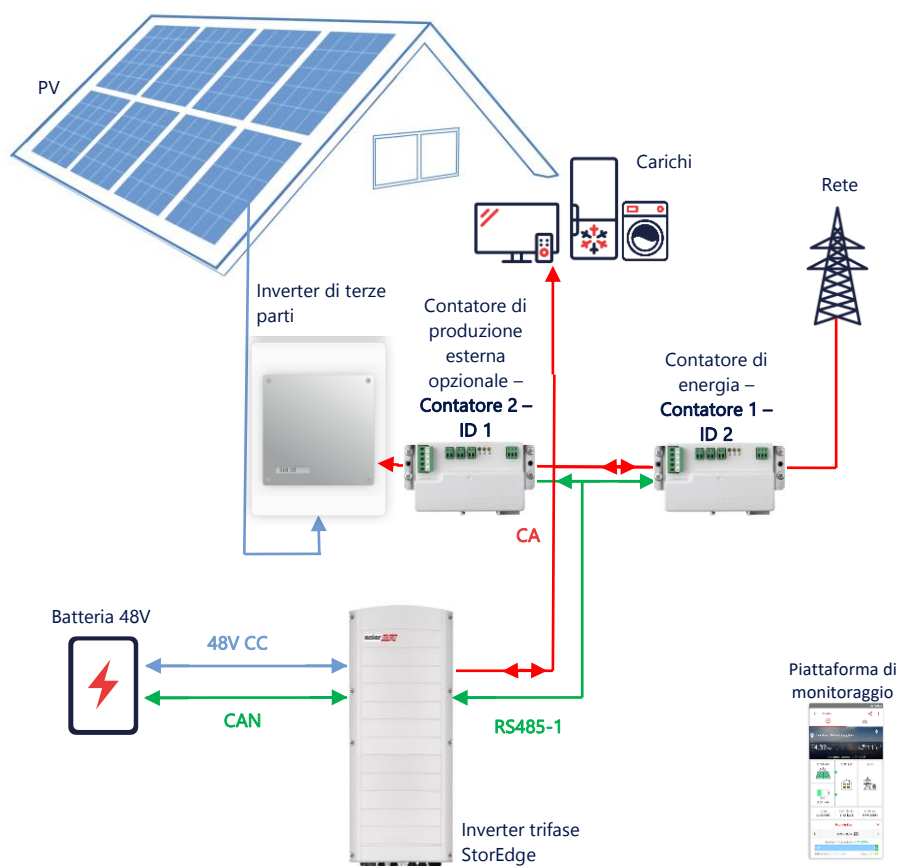 PV
Carichi
Rete
Inverter di terze
parti
Contatore di
produzione
esterna
opzionale –
Contatore 2 –
ID 1
Contatore di
energia –
Contatore 1 –
ID 2
CA
Batteria 48V
48V CC
CAN
solar
RS485-1
Piattaforma di
monitoraggio
Inverter trifase
StorEdge